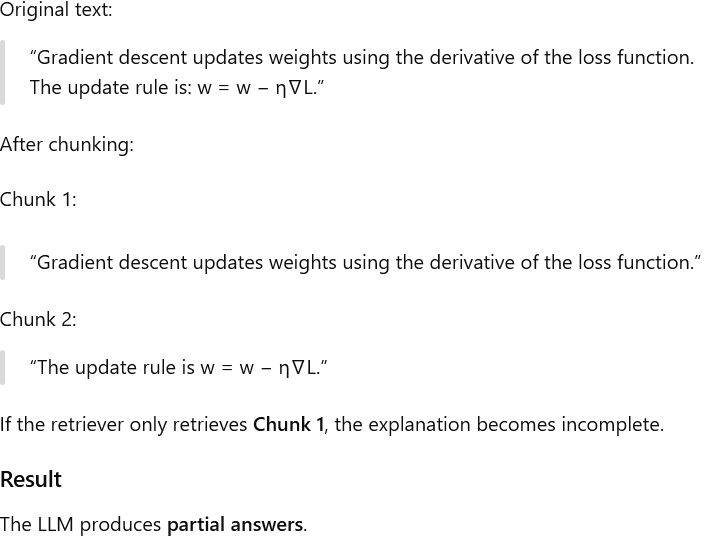 Original text:
“Gradient descent updates weights using the derivative of the loss function.
The update rule is: w = w − η∇L.”
After chunking:
Chunk 1:
“Gradient descent updates weights using the derivative of the loss function.”
Chunk 2:
“The update rule is w = w − η∇L.”
If the retriever only retrieves Chunk 1, the explanation becomes incomplete.
Result
The LLM produces partial answers.